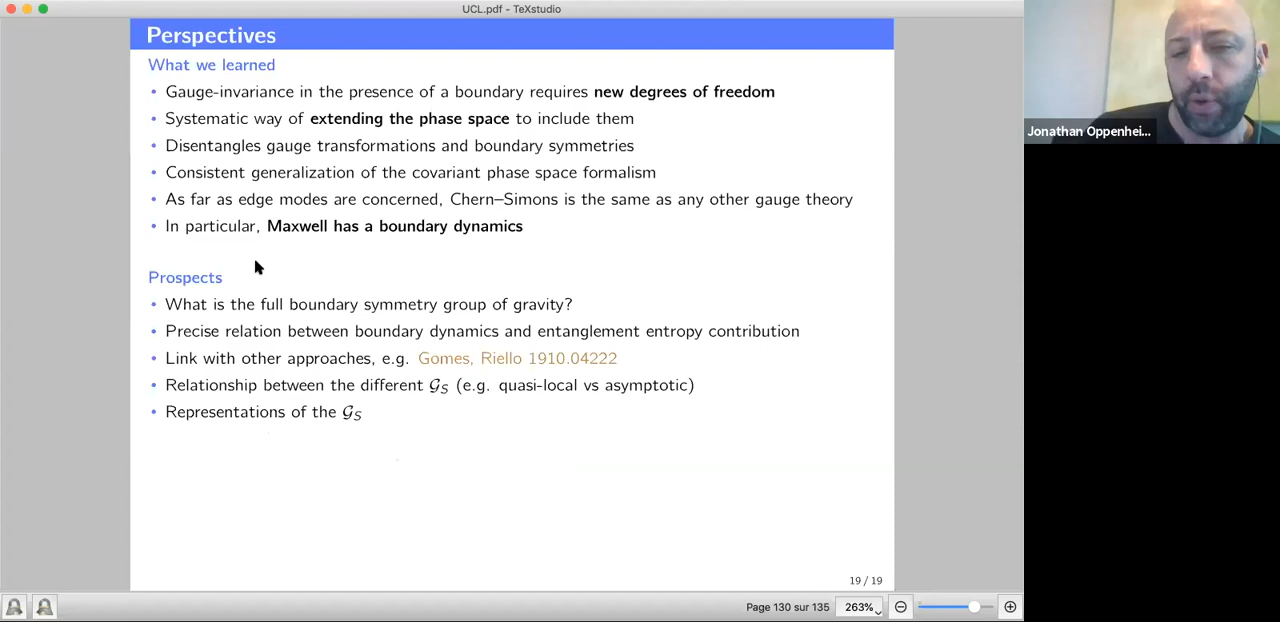 UCL.pdf - TeXstudio
Perspectives
What we learned
• Gauge-invariance in the presence of a boundary requires new degrees of freedom
• Systematic way of extending the phase space to include them
• Disentangles gauge transformations and boundary symmetries
• Consistent generalization of the covariant phase space formalism
• As far as edge modes are concerned, Chern–Simons is the same as any other gauge theory
• In particular, Maxwell has a boundary dynamics
Prospects
• What is the full boundary symmetry group of gravity?
• Precise relation between boundary dynamics and entanglement entropy contribution
• Link with other approaches, e.g. Gomes, Riello 1910.04222
• Relationship between the different 𝒢_S (e.g. quasi-local vs asymptotic)
• Representations of the 𝒢_S
19 / 19
Page 130 sur 135 263%
Jonathan Oppenhei...